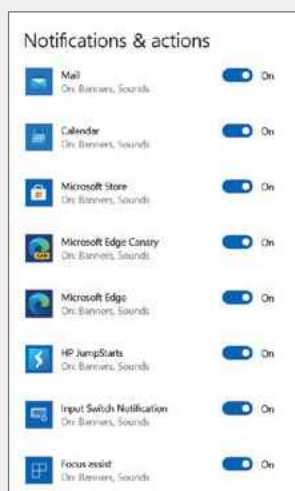 Notifications & actions
Mail
On: Banners, Sounds
On
Calendar
On: Banners, Sounds
On
Microsoft Store
On: Banners, Sounds
On
Microsoft Edge Canary
On: Banners, Sounds
On
Microsoft Edge
On: Banners, Sounds
On
HP JumpStarts
On: Banners, Sounds
On
Input Switch Notification
On: Banners, Sounds
On
Focus assist
On: Banners, Sounds
On